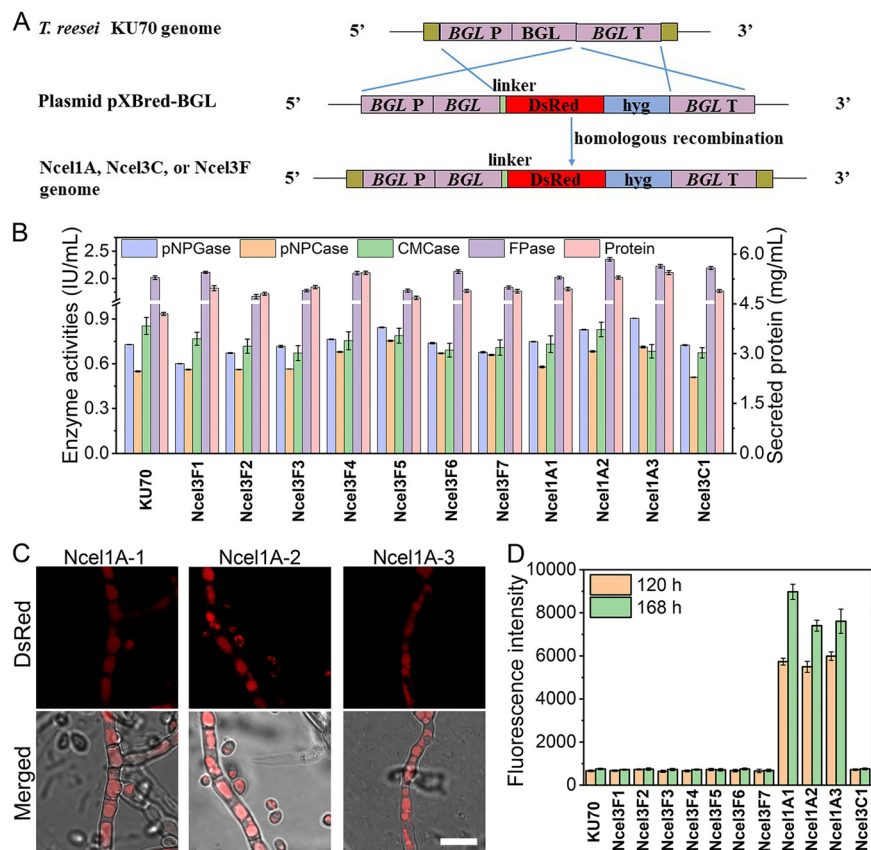 A
T. reesei KU70 genome
5’
BGL P
BGL
BGL T
3’
linker
Plasmid pXBred-BGL
5’
BGL P
BGL
DsRed
hyg
BGL T
3’
homologous recombination
linker
Ncel1A, Ncel3C, or Ncel3F
genome
5’
BGL P
BGL
DsRed
hyg
BGL T
3’
B
pNPGase
pNPCase
CMCase
FPase
Protein
Enzyme activities (IU/mL)
2.5
2.0
0.9
0.6
0.3
0.0
Secreted protein (mg/mL)
6.0
4.5
3.0
1.5
0.0
KU70
Ncel3F1
Ncel3F2
Ncel3F3
Ncel3F4
Ncel3F5
Ncel3F6
Ncel3F7
Ncel1A1
Ncel1A2
Ncel1A3
Ncel3C1
C
Ncel1A-1
Ncel1A-2
Ncel1A-3
DsRed
Merged
D
120 h
168 h
Fluorescence intensity
10000
8000
6000
4000
2000
0
KU70
Ncel3F1
Ncel3F2
Ncel3F3
Ncel3F4
Ncel3F5
Ncel3F6
Ncel3F7
Ncel1A1
Ncel1A2
Ncel1A3
Ncel3C1